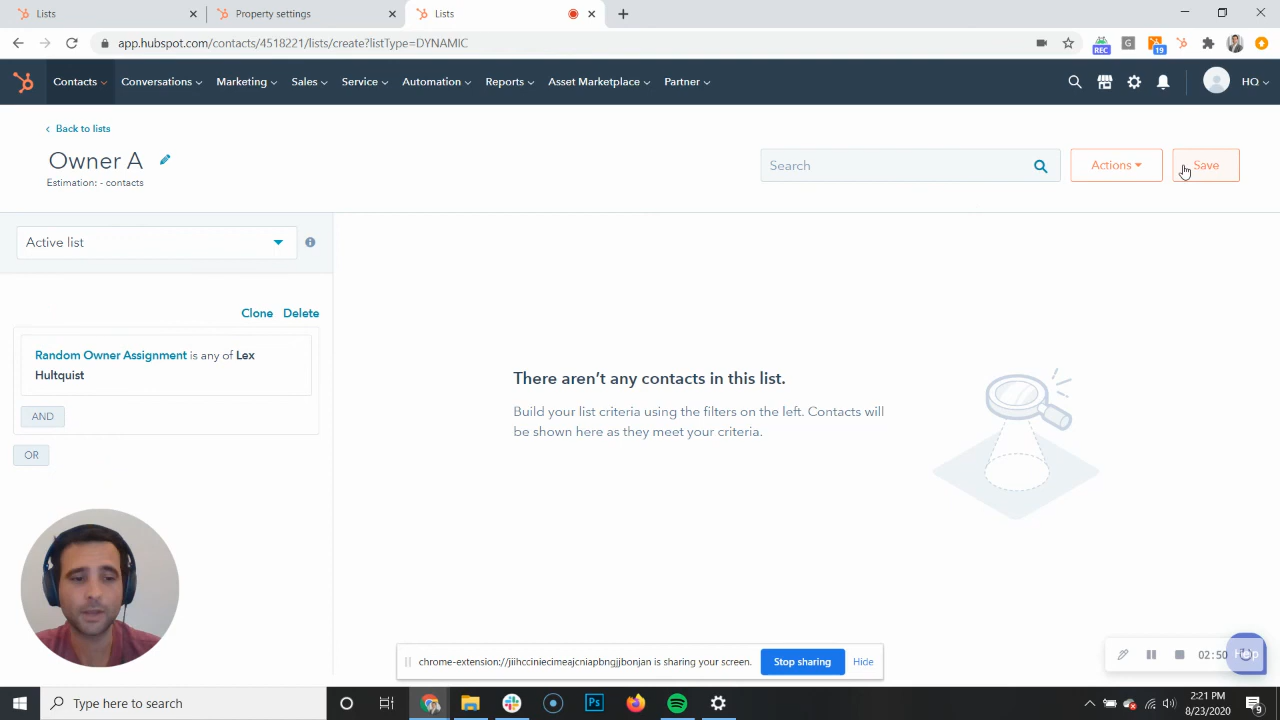 Lists
Property settings
Lists
app.hubspot.com/contacts/4518221/lists/create?listType=DYNAMIC
REC
G
19
Contacts
Conversations
Marketing
Sales
Service
Automation
Reports
Asset Marketplace
Partner
HQ
Back to lists
Owner A
Estimation: - contacts
Search
Actions
Save
Active list
Clone
Delete
Random Owner Assignment is any of Lex
Hultquist
AND
OR
There aren't any contacts in this list.
Build your list criteria using the filters on the left. Contacts will
be shown here as they meet your criteria.
chrome-extension://jiihcciniecimeajcniapbngjjbonjan is sharing your screen.
Stop sharing
Hide
02:50
Type here to search
Ps
2:21 PM
8/23/2020
9